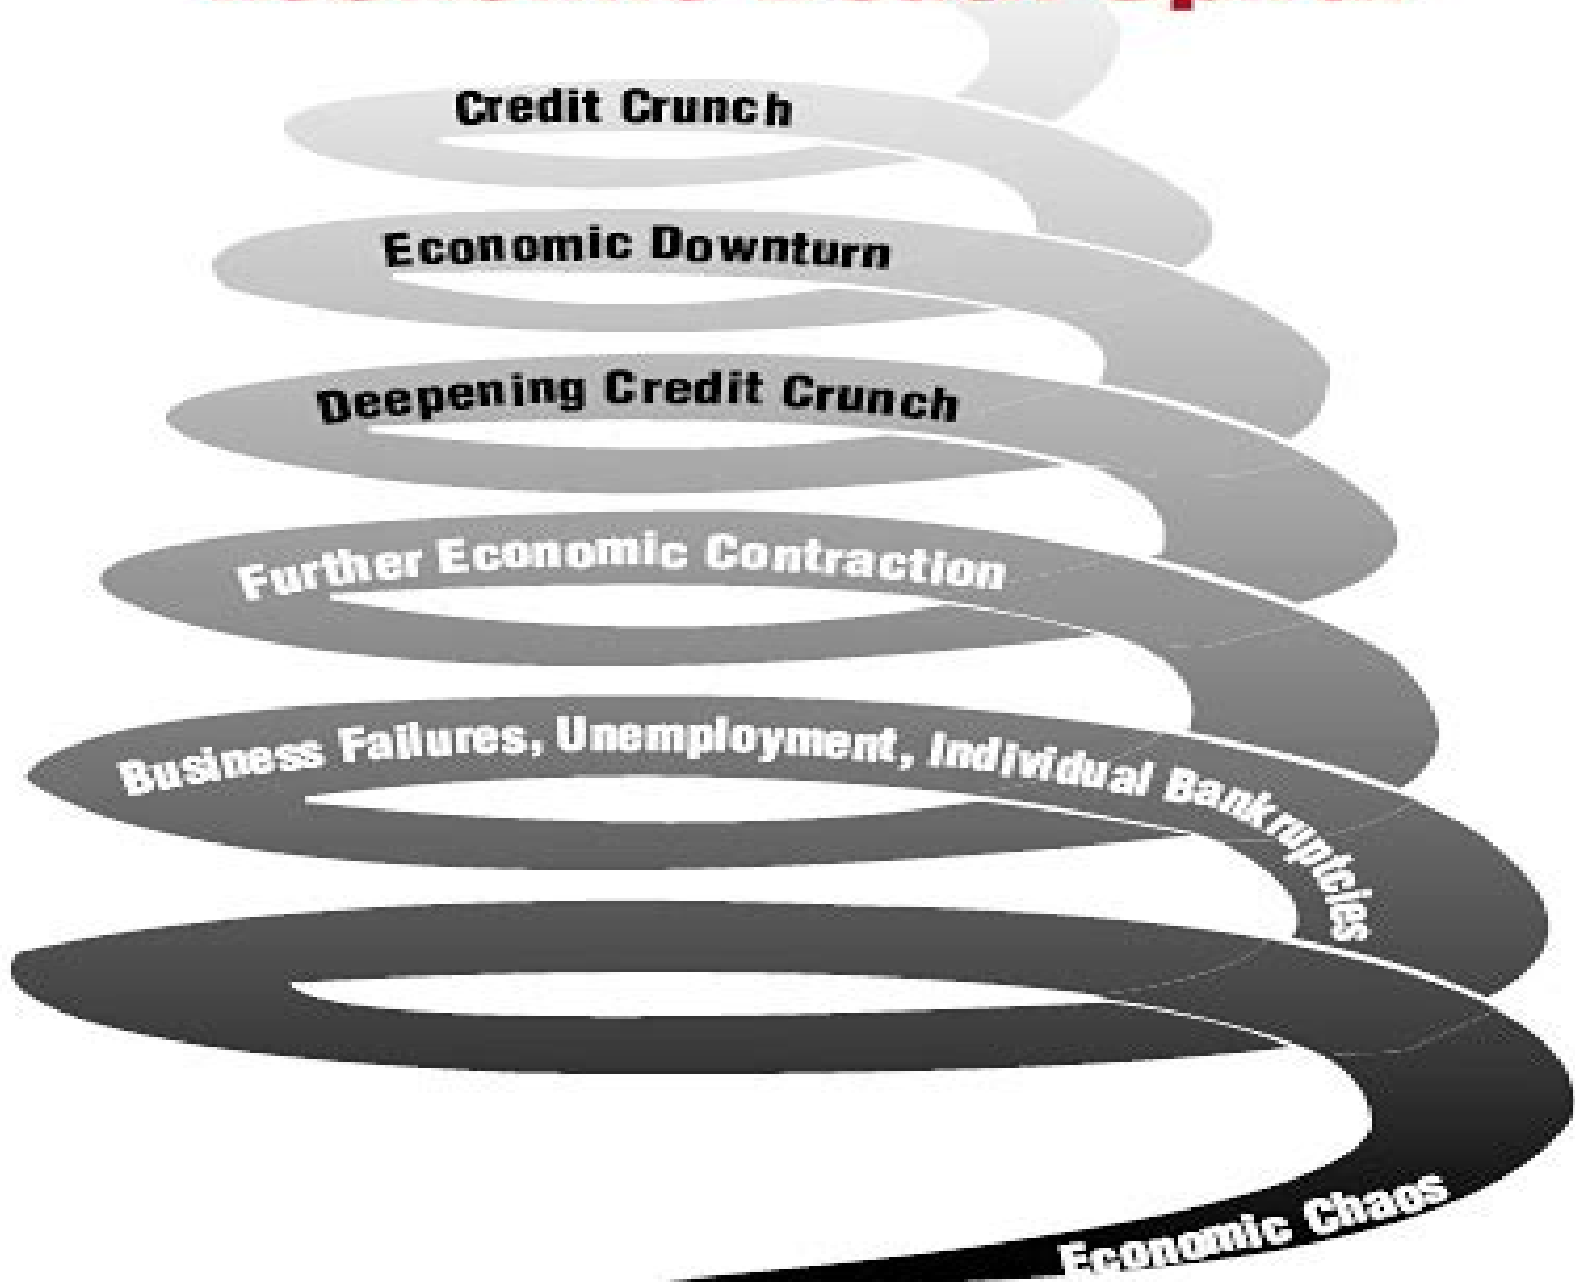 Credit Crunch
Economic Downturn
Deepening Credit Crunch
Further Economic Contraction
Business Failures, Unemployment, Individual Bankruptcies
Economic Chaos